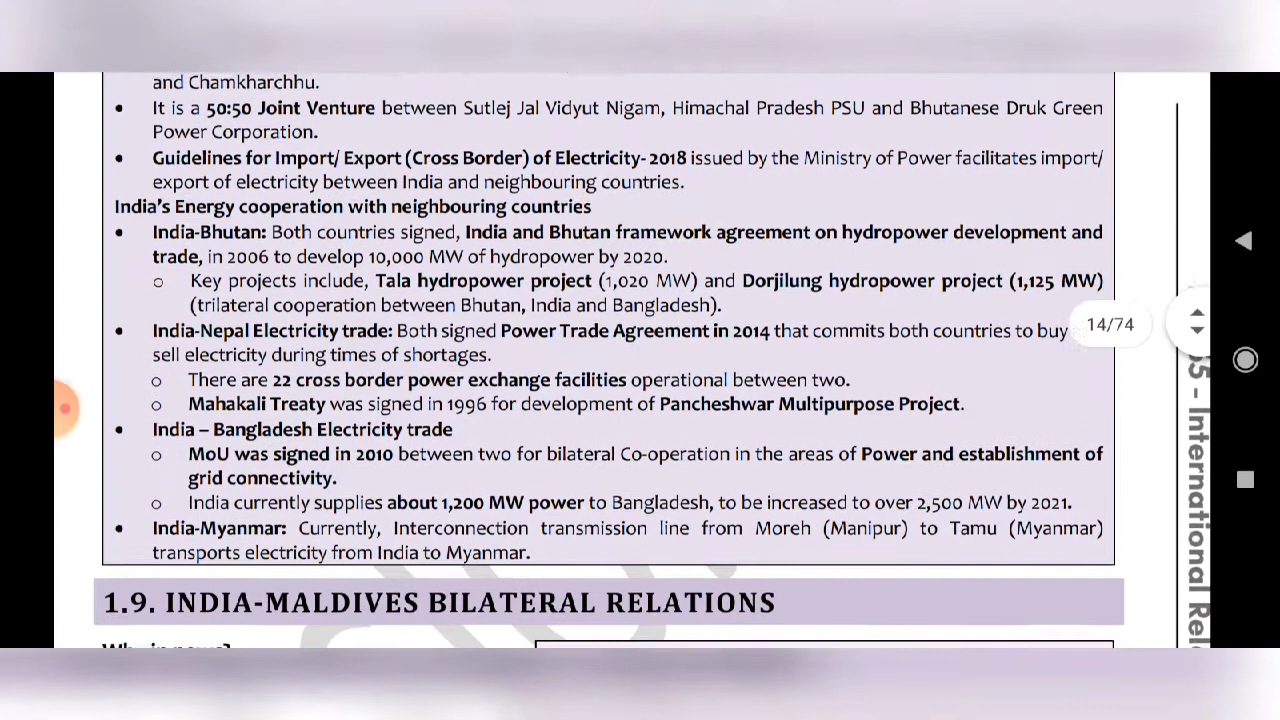 and Chamkharchhu.
• It is a 50:50 Joint Venture between Sutlej Jal Vidyut Nigam, Himachal Pradesh PSU and Bhutanese Druk Green
Power Corporation.
• Guidelines for Import/ Export (Cross Border) of Electricity- 2018 issued by the Ministry of Power facilitates import/
export of electricity between India and neighbouring countries.
India's Energy cooperation with neighbouring countries
• India-Bhutan: Both countries signed, India and Bhutan framework agreement on hydropower development and
trade, in 2006 to develop 10,000 MW of hydropower by 2020.
o Key projects include, Tala hydropower project (1,020 MW) and Dorjilung hydropower project (1,125 MW)
(trilateral cooperation between Bhutan, India and Bangladesh).
• India-Nepal Electricity trade: Both signed Power Trade Agreement in 2014 that commits both countries to buy
14/74
sell electricity during times of shortages.
o There are 22 cross border power exchange facilities operational between two.
o Mahakali Treaty was signed in 1996 for development of Pancheshwar Multipurpose Project.
• India – Bangladesh Electricity trade
o MoU was signed in 2010 between two for bilateral Co-operation in the areas of Power and establishment of
grid connectivity.
o India currently supplies about 1,200 MW power to Bangladesh, to be increased to over 2,500 MW by 2021.
• India-Myanmar: Currently, Interconnection transmission line from Moreh (Manipur) to Tamu (Myanmar)
transports electricity from India to Myanmar.
1.9. INDIA-MALDIVES BILATERAL RELATIONS
5 – International Rel